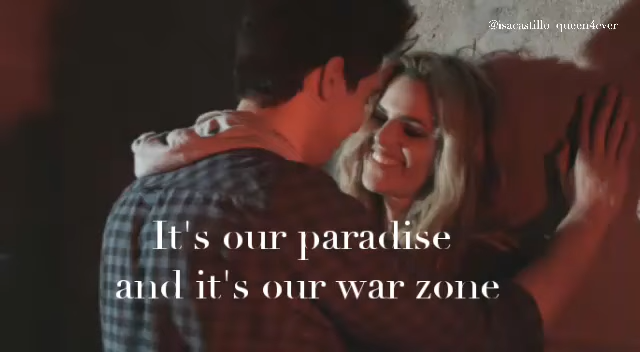 @isacastillo_queen4ever
It's our paradise
and it's our war zone